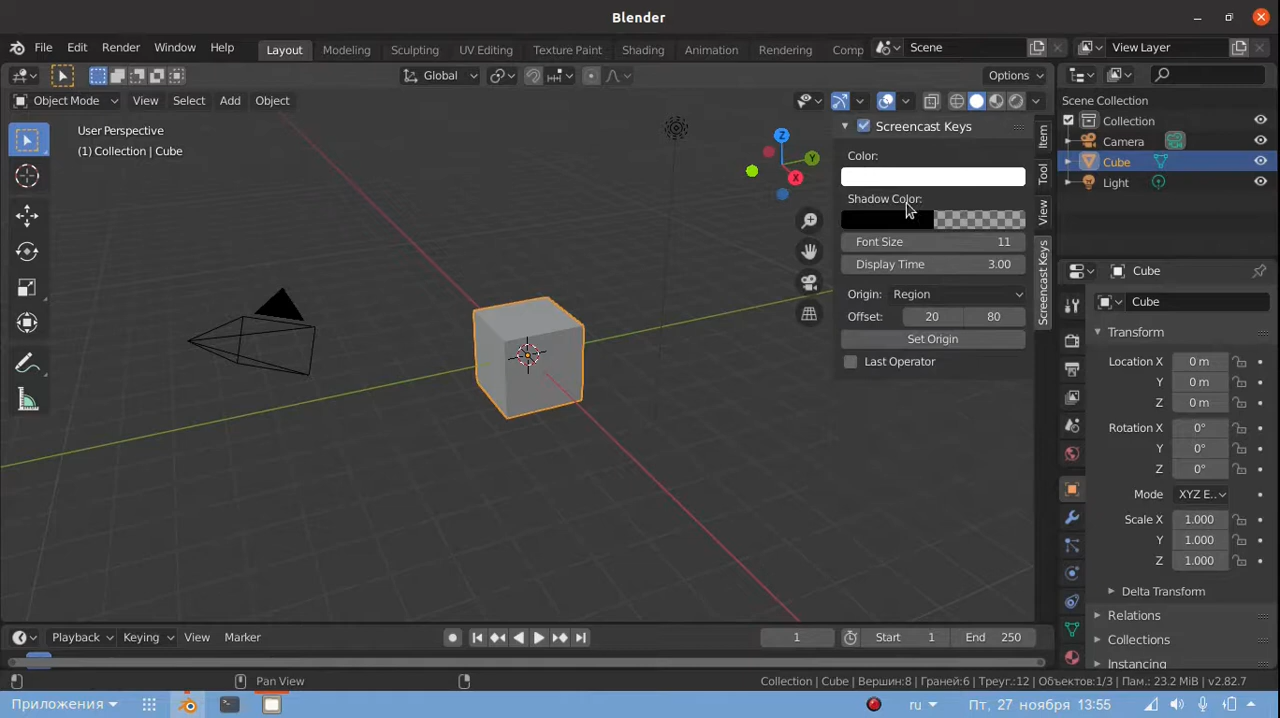 Blender
File Edit Render Window Help Layout Modeling Sculpting UV Editing Texture Paint Shading Animation Rendering Comp Scene View Layer
Global Options
Object Mode View Select Add Object
User Perspective
(1) Collection | Cube
Z
Y
X
Screencast Keys
Color:
Shadow Color:
Font Size 11
Display Time 3.00
Origin: Region
Offset: 20 80
Set Origin
Last Operator
Item
Tool
View
Screencast Keys
Scene Collection
Collection
Camera
Cube
Light
Cube
Cube
Transform
Location X 0 m
Y 0 m
Z 0 m
Rotation X 0°
Y 0°
Z 0°
Mode XYZ E..
Scale X 1.000
Y 1.000
Z 1.000
Delta Transform
Relations
Collections
Instancing
Playback Keying View Marker 1 Start 1 End 250
Pan View Collection | Cube | Вершин:8 | Граней:6 | Треуг.:12 | Объектов:1/3 | Пам.: 23.2 MiB | v2.82.7
Приложения ru Пт, 27 ноября 13:55